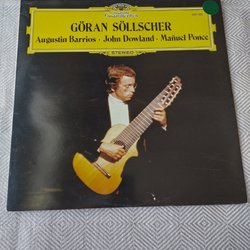 GÖRAN SÖLLSCHER
Augustin Barrios · John Dowland · Manuel Ponce
STEREO